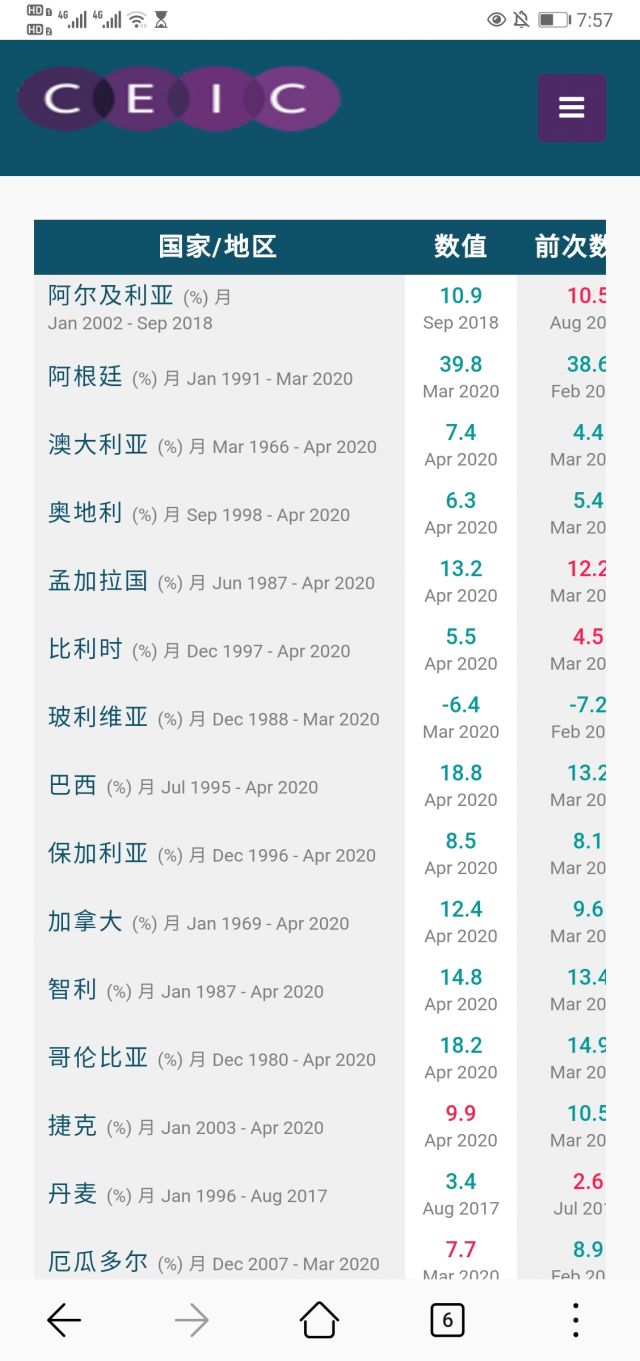 HD 1 4G 4G 7:57
HD 2
CEIC
国家/地区 数值 前次数
阿尔及利亚 (%) 月 10.9 10.5
Jan 2002 - Sep 2018 Sep 2018 Aug 20
39.8 38.6
阿根廷 (%) 月 Jan 1991 - Mar 2020
Mar 2020 Feb 20
7.4 4.4
澳大利亚 (%) 月 Mar 1966 - Apr 2020
Apr 2020 Mar 20
6.3 5.4
奥地利 (%) 月 Sep 1998 - Apr 2020
Apr 2020 Mar 20
13.2 12.2
孟加拉国 (%) 月 Jun 1987 - Apr 2020
Apr 2020 Mar 20
5.5 4.5
比利时 (%) 月 Dec 1997 - Apr 2020
Apr 2020 Mar 20
-6.4 -7.2
玻利维亚 (%) 月 Dec 1988 - Mar 2020
Mar 2020 Feb 20
18.8 13.2
巴西 (%) 月 Jul 1995 - Apr 2020
Apr 2020 Mar 20
8.5 8.1
保加利亚 (%) 月 Dec 1996 - Apr 2020
Apr 2020 Mar 20
12.4 9.6
加拿大 (%) 月 Jan 1969 - Apr 2020
Apr 2020 Mar 20
14.8 13.4
智利 (%) 月 Jan 1987 - Apr 2020
Apr 2020 Mar 20
18.2 14.9
哥伦比亚 (%) 月 Dec 1980 - Apr 2020
Apr 2020 Mar 20
9.9 10.5
捷克 (%) 月 Jan 2003 - Apr 2020
Apr 2020 Mar 20
3.4 2.6
丹麦 (%) 月 Jan 1996 - Aug 2017
Aug 2017 Jul 201
7.7 8.9
厄瓜多尔 (%) 月 Dec 2007 - Mar 2020
Mar 2020 Feb 20
6